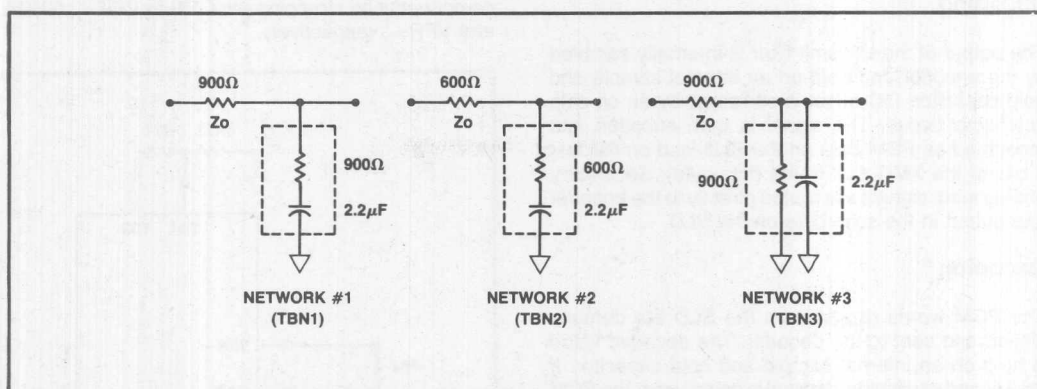 900Ω
Zo
900Ω
2.2µF
NETWORK #1
(TBN1)
600Ω
Zo
600Ω
2.2µF
NETWORK #2
(TBN2)
900Ω
Zo
900Ω
2.2µF
NETWORK #3
(TBN3)